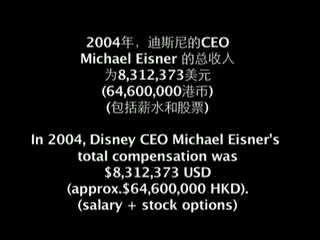 2004年，迪斯尼的CEO
Michael Eisner 的总收入
为8,312,373美元
(64,600,000港币)
(包括薪水和股票)
In 2004, Disney CEO Michael Eisner's
total compensation was
$8,312,373 USD
(approx.$64,600,000 HKD).
(salary + stock options)